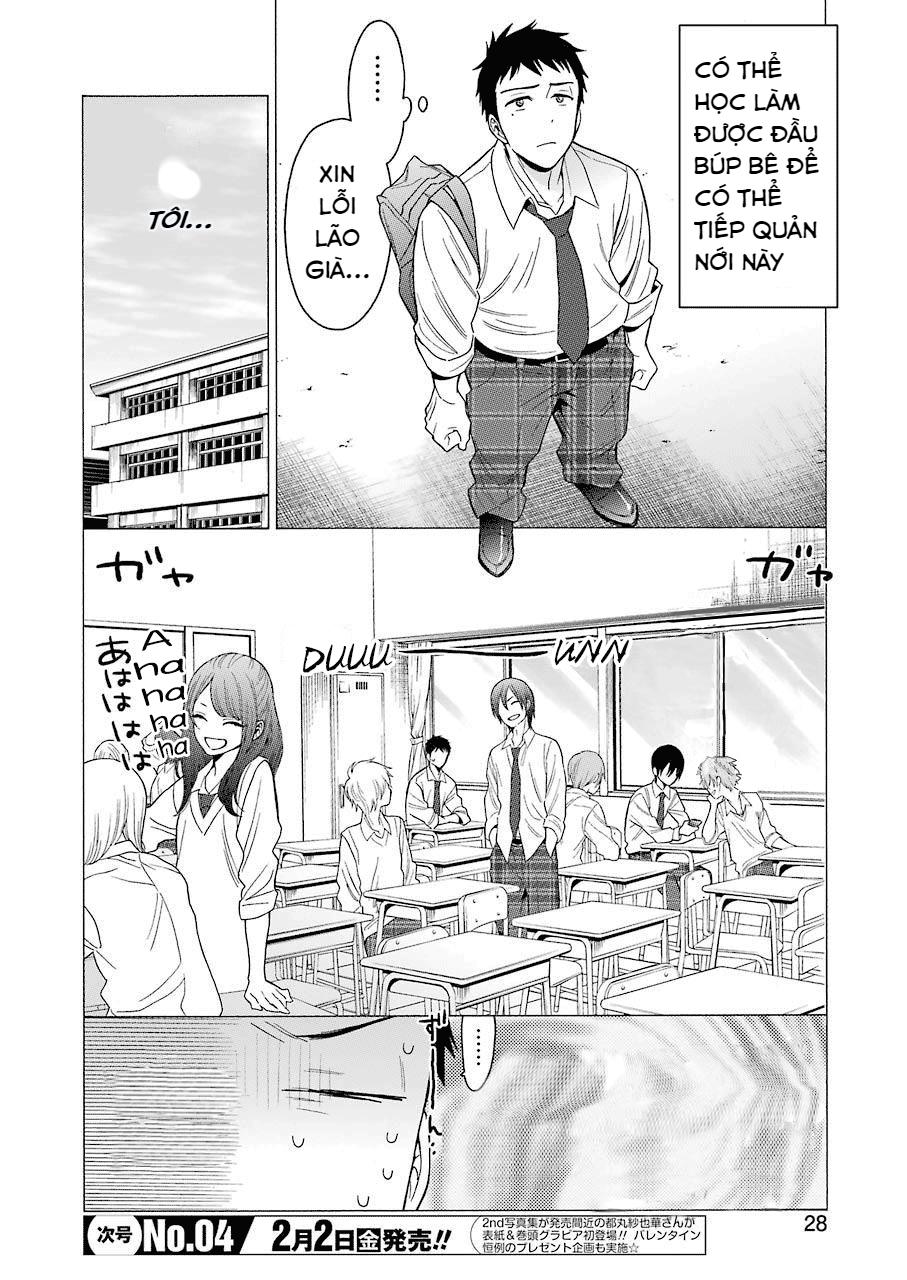 CÓ THỂ
HỌC LÀM
ĐƯỢC ĐẦU
BÚP BÊ ĐỂ
CÓ THỂ
TIẾP QUẢN
NỚI NÀY
......
XIN
LỖI
LÃO
GIÀ...
TÔI...
ガヤ
ガヤ
DUUU
UNN
A
ha
ha
ha
ha
あははは
ずーーん
......
28
次号
No.04
2月2日㊎発売!!
2nd写真集が発売間近の都丸紗也華さんが
表紙&巻頭グラビア初登場!! バレンタイン
恒例のプレゼント企画も実施☆